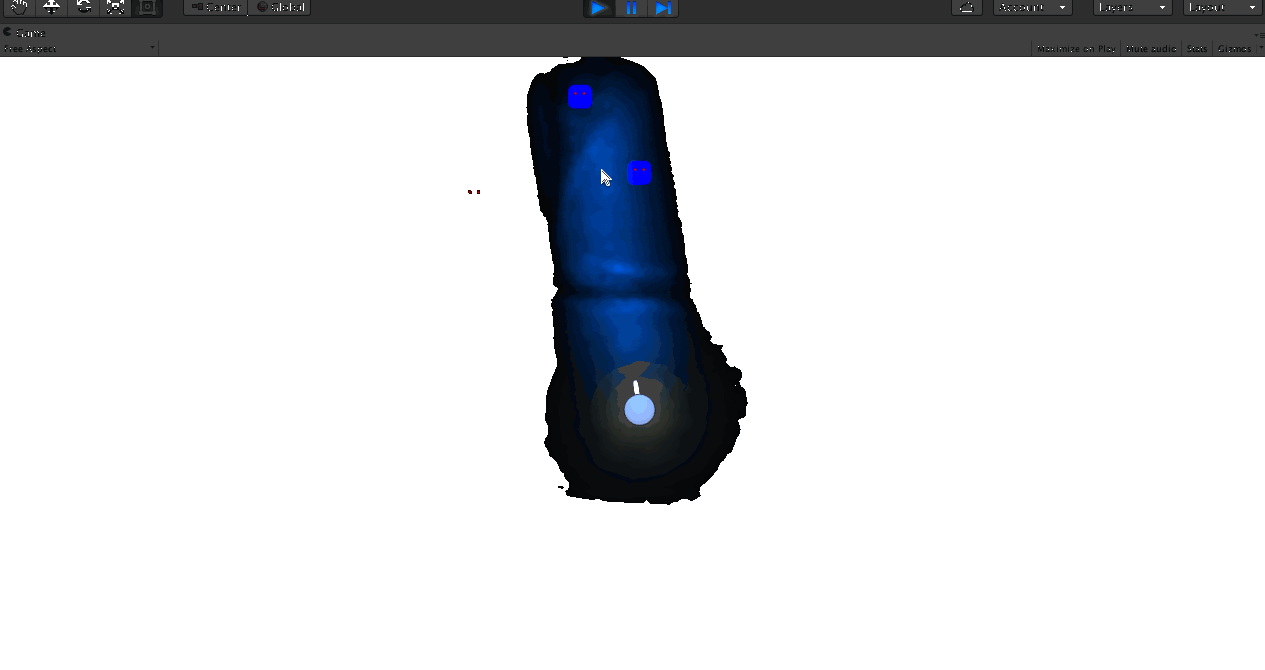 Center Global Account Layers Layout
Game
Free Aspect Maximize on Play Mute audio Stats Gizmos